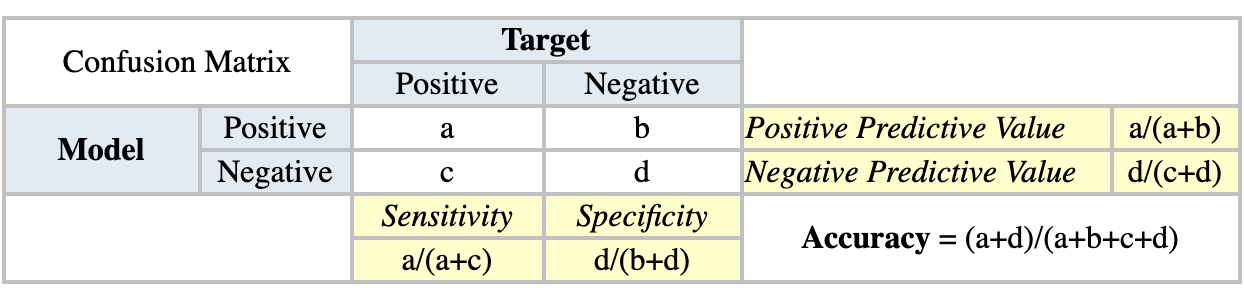 Confusion Matrix
Target
Positive Negative
Model
Positive a b Positive Predictive Value a/(a+b)
Negative c d Negative Predictive Value d/(c+d)
Sensitivity Specificity
a/(a+c) d/(b+d)
Accuracy = (a+d)/(a+b+c+d)